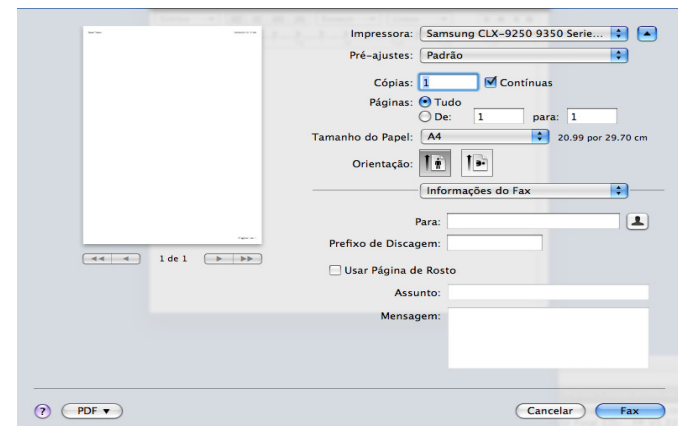 Impressora: Samsung CLX-9250 9350 Serie...
Pré-ajustes: Padrão
Cópias: 1 Contínuas
Páginas: Tudo
De: 1 para: 1
Tamanho do Papel: A4 20.99 por 29.70 cm
Orientação:
Informações do Fax
Para:
Prefixo de Discagem:
1 de 1
Usar Página de Rosto
Assunto:
Mensagem:
? PDF Cancelar Fax